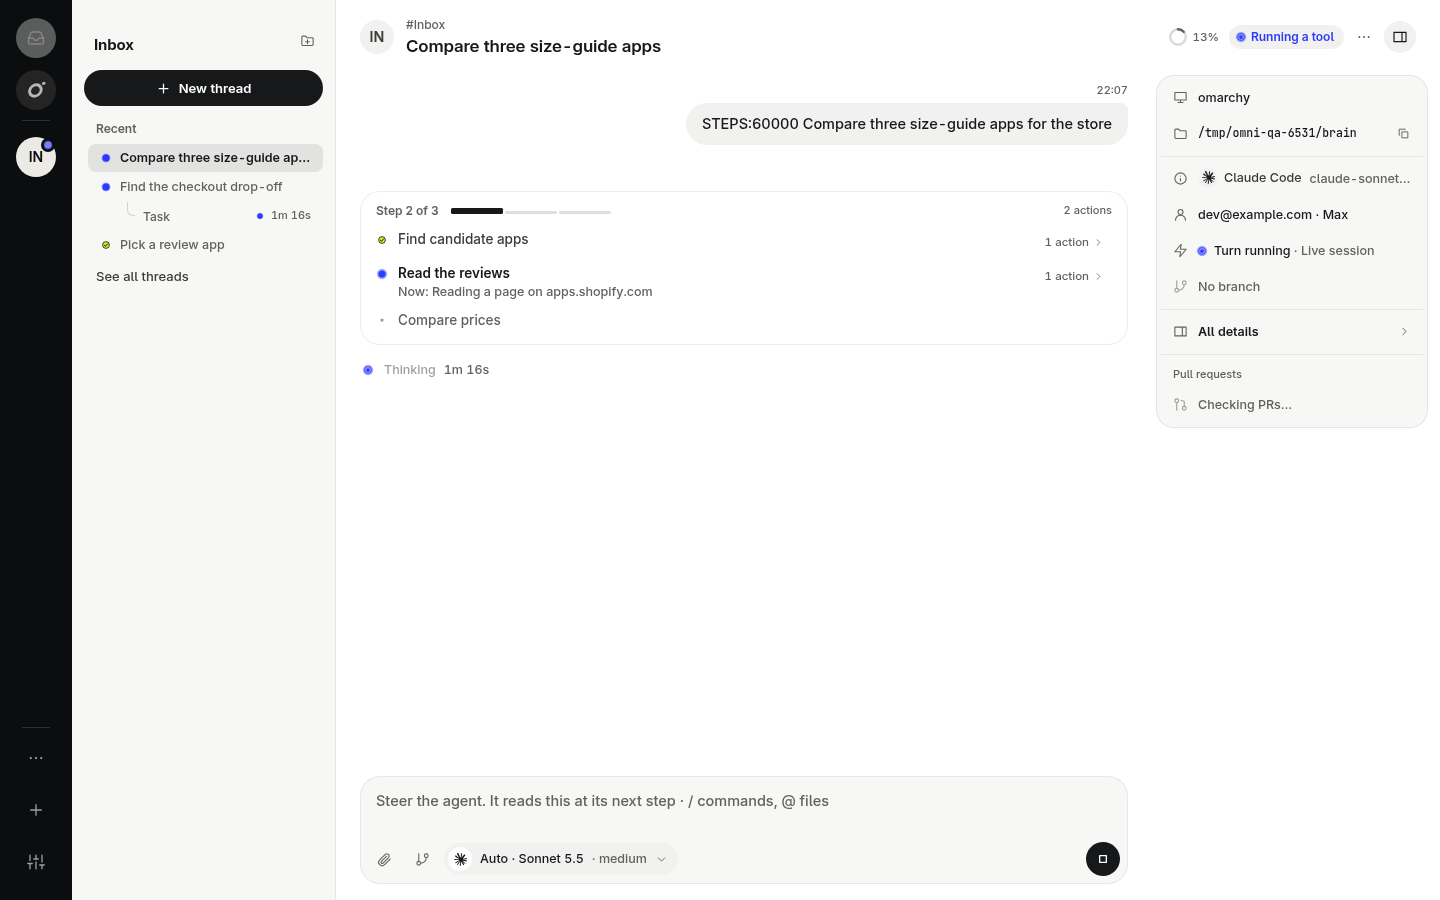 Inbox
New thread
Recent
Compare three size-guide ap...
Find the checkout drop-off
Task 1m 16s
Pick a review app
See all threads
IN
IN
#Inbox
Compare three size-guide apps
13%
Running a tool
22:07
STEPS:60000 Compare three size-guide apps for the store
Step 2 of 3
2 actions
Find candidate apps
1 action
Read the reviews
1 action
Now: Reading a page on apps.shopify.com
Compare prices
Thinking 1m 16s
Steer the agent. It reads this at its next step · / commands, @ files
Auto · Sonnet 5.5 · medium
omarchy
/tmp/omni-qa-6531/brain
Claude Code claude-sonnet...
dev@example.com · Max
Turn running · Live session
No branch
All details
Pull requests
Checking PRs...